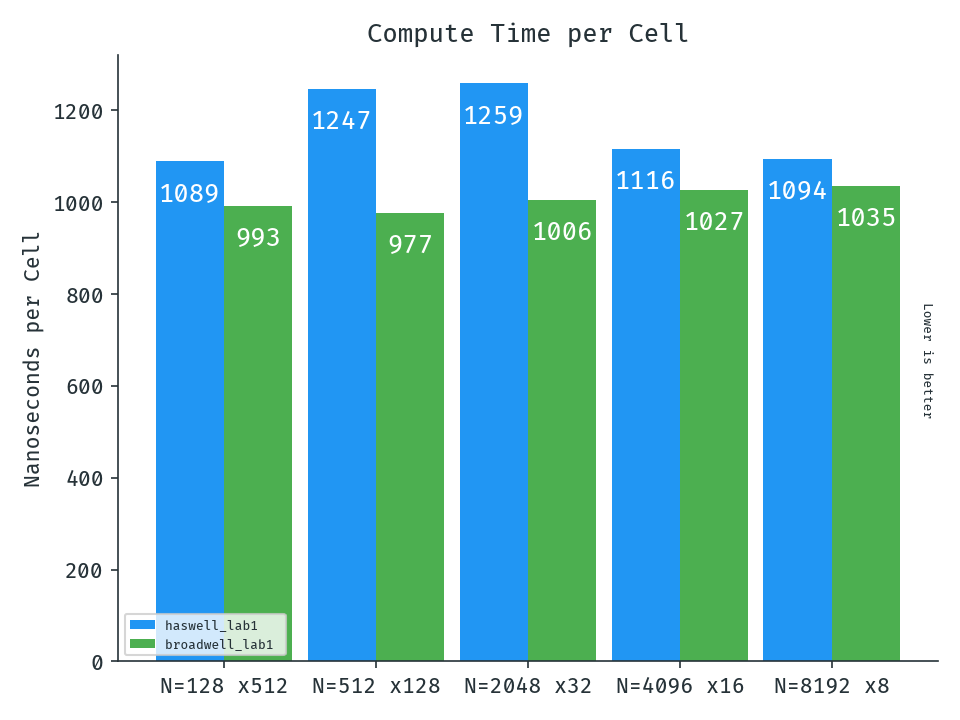 Compute Time per Cell
Nanoseconds per Cell
1200
1000
800
600
400
200
0
1089
993
1247
977
1259
1006
1116
1027
1094
1035
Lower is better
haswell_lab1
broadwell_lab1
N=128 x512
N=512 x128
N=2048 x32
N=4096 x16
N=8192 x8